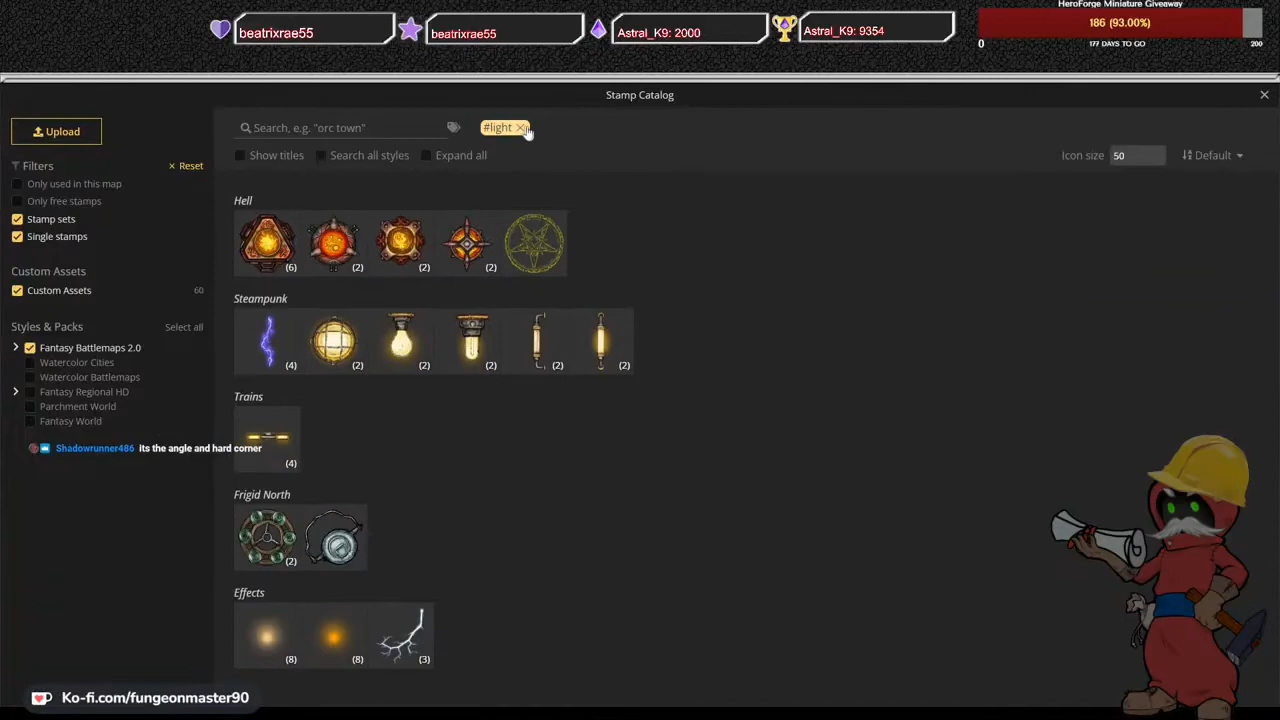 HeroForge Miniature Giveaway
beatrixrae55
beatrixrae55
Astral_K9: 2000
Astral_K9: 9354
186 (93.00%)
0
177 DAYS TO GO
200
Stamp Catalog
Upload
Search, e.g. "orc town"
#light
Show titles
Search all styles
Expand all
Icon size
50
Default
Filters
Reset
Only used in this map
Only free stamps
Stamp sets
Single stamps
Custom Assets
Custom Assets
60
Styles & Packs
Select all
Fantasy Battlemaps 2.0
Watercolor Cities
Watercolor Battlemaps
Fantasy Regional HD
Parchment World
Fantasy World
Shadowrunner486 its the angle and hard corner
Hell
(6)
(2)
(2)
(2)
Steampunk
(4)
(2)
(2)
(2)
(2)
(2)
Trains
(4)
Frigid North
(2)
Effects
(8)
(8)
(3)
Ko-fi.com/fungeonmaster90